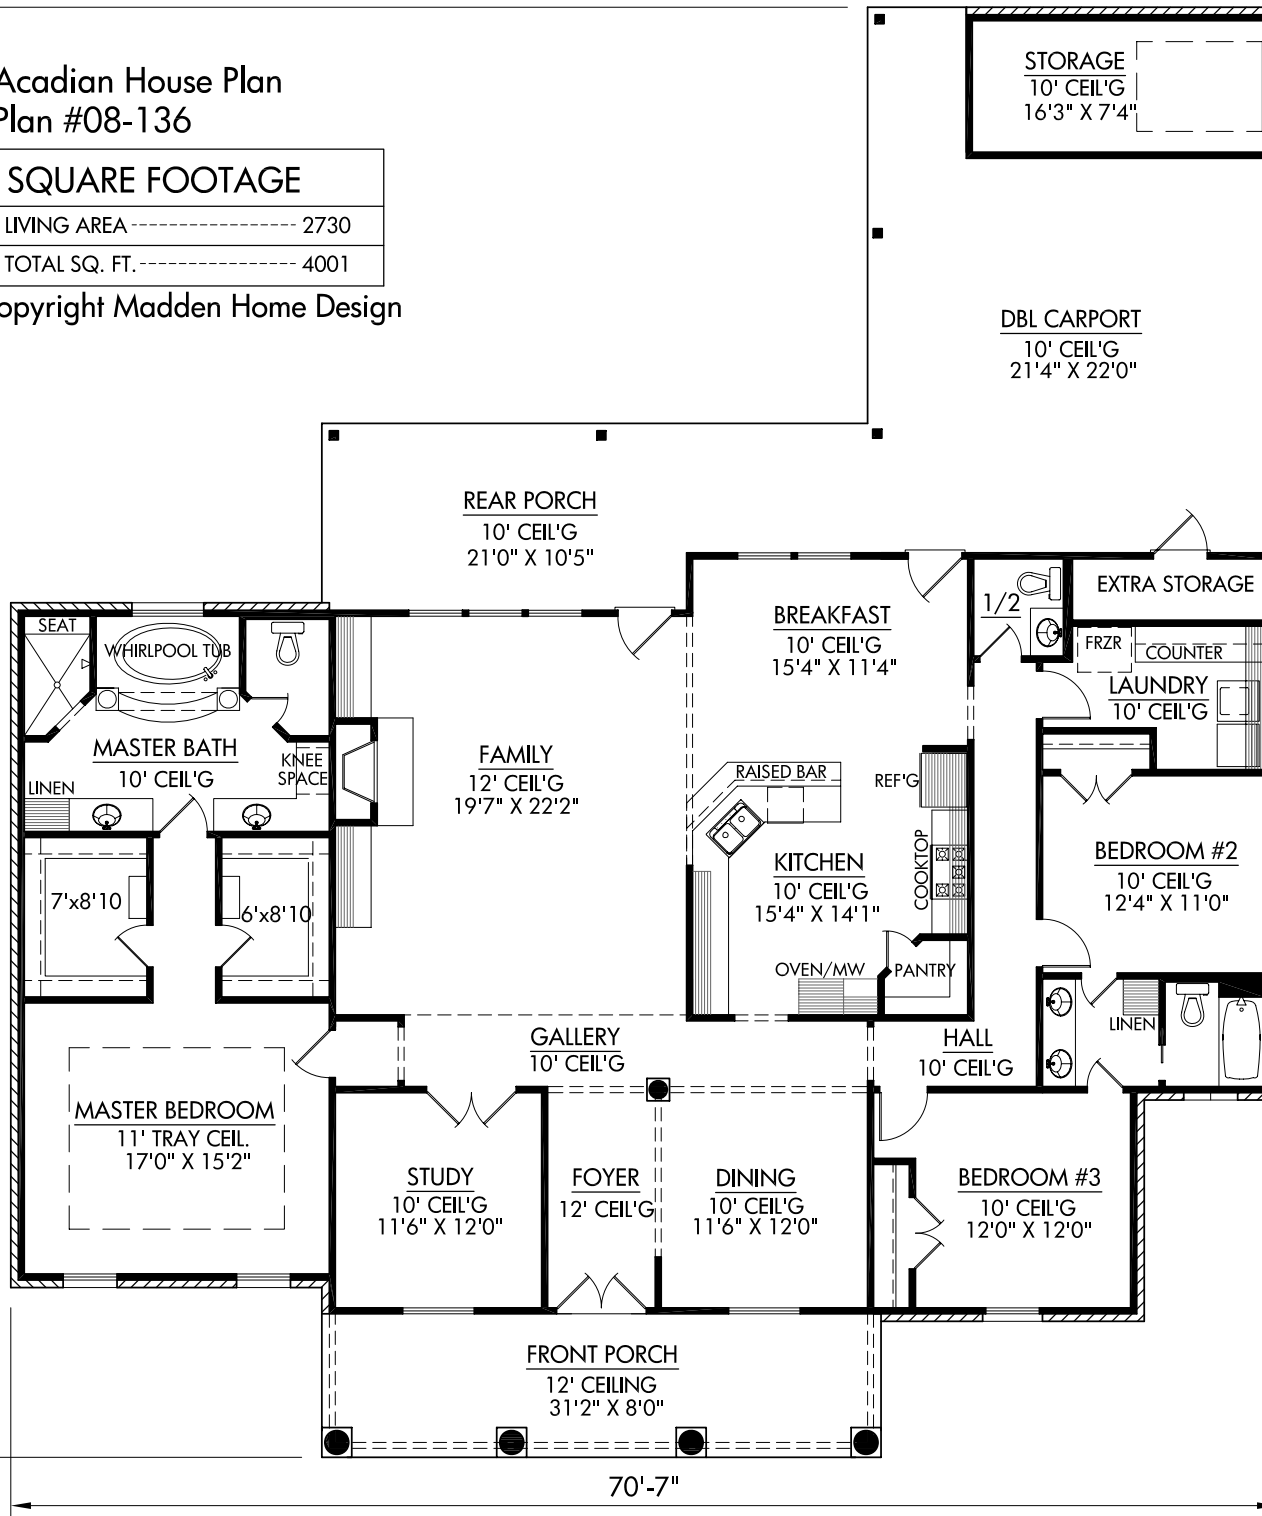 Acadian House Plan
Plan #08-136
SQUARE FOOTAGE
LIVING AREA ---------------- 2730
TOTAL SQ. FT. --------------- 4001
opyright Madden Home Design
STORAGE
10' CEIL'G
16'3" X 7'4"
DBL CARPORT
10' CEIL'G
21'4" X 22'0"
REAR PORCH
10' CEIL'G
21'0" X 10'5"
BREAKFAST
10' CEIL'G
15'4" X 11'4"
1/2
EXTRA STORAGE
FRZR
COUNTER
LAUNDRY
10' CEIL'G
SEAT
WHIRLPOOL TUB
MASTER BATH
10' CEIL'G
KNEE
SPACE
LINEN
FAMILY
12' CEIL'G
19'7" X 22'2"
RAISED BAR
REF'G
KITCHEN
10' CEIL'G
15'4" X 14'1"
COOKTOP
OVEN/MW
PANTRY
BEDROOM #2
10' CEIL'G
12'4" X 11'0"
7'x8'10
6'x8'10
LINEN
GALLERY
10' CEIL'G
HALL
10' CEIL'G
MASTER BEDROOM
11' TRAY CEIL.
17'0" X 15'2"
STUDY
10' CEIL'G
11'6" X 12'0"
FOYER
12' CEIL'G
DINING
10' CEIL'G
11'6" X 12'0"
BEDROOM #3
10' CEIL'G
12'0" X 12'0"
FRONT PORCH
12' CEILING
31'2" X 8'0"
70'-7"